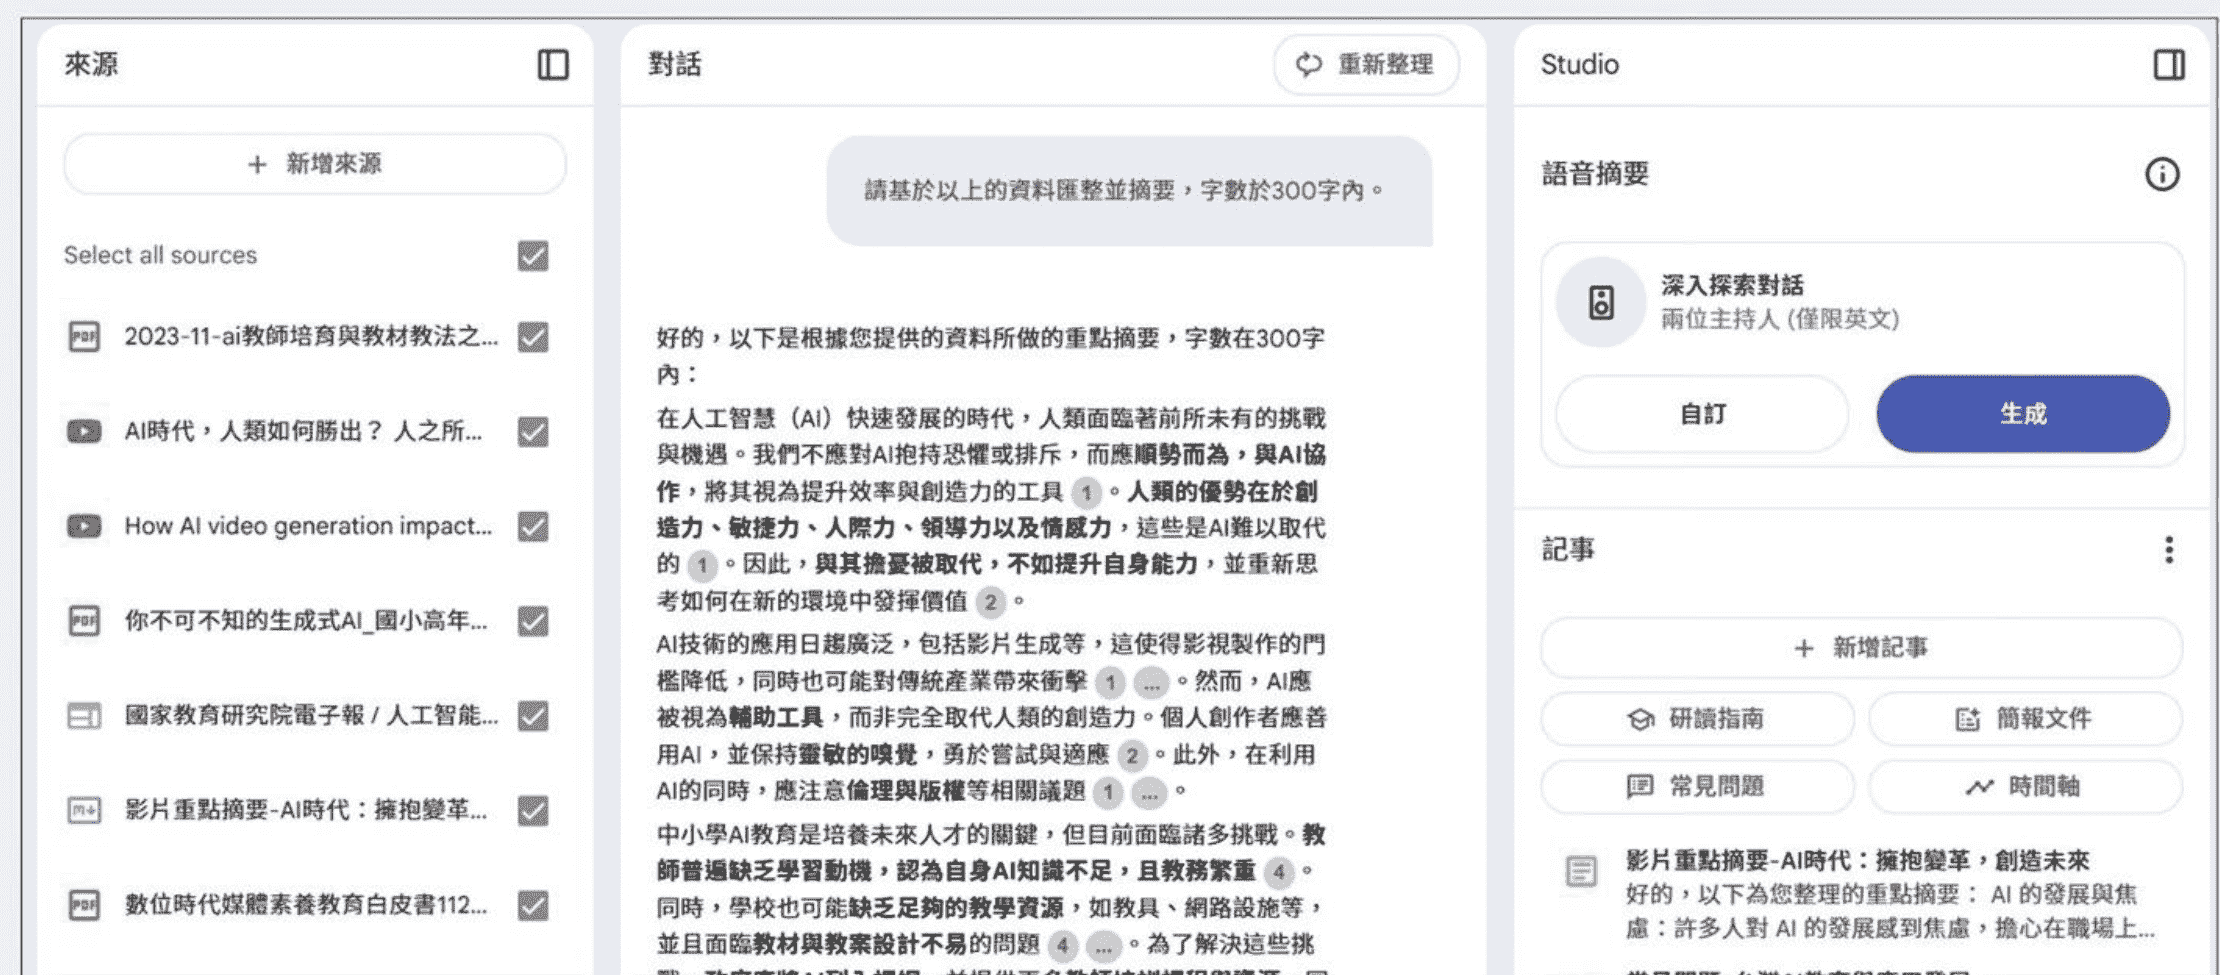 來源
+ 新增來源
Select all sources
2023-11-ai教師培育與教材教法之...
AI時代，人類如何勝出？ 人之所...
How AI video generation impact...
你不可不知的生成式AI_國小高年...
國家教育研究院電子報 / 人工智能...
影片重點摘要-AI時代：擁抱變革...
數位時代媒體素養教育白皮書112...
對話
重新整理
請基於以上的資料匯整並摘要，字數於300字內。
好的，以下是根據您提供的資料所做的重點摘要，字數在300字
內：
在人工智慧（AI）快速發展的時代，人類面臨著前所未有的挑戰
與機遇。我們不應對AI抱持恐懼或排斥，而應順勢而為，與AI協
作，將其視為提升效率與創造力的工具 1 。人類的優勢在於創
造力、敏捷力、人際力、領導力以及情感力，這些是AI難以取代
的 1 。因此，與其擔憂被取代，不如提升自身能力，並重新思
考如何在新的環境中發揮價值 2 。
AI技術的應用日趨廣泛，包括影片生成等，這使得影視製作的門
檻降低，同時也可能對傳統產業帶來衝擊 1 ... 。然而，AI應
被視為輔助工具，而非完全取代人類的創造力。個人創作者應善
用AI，並保持靈敏的嗅覺，勇於嘗試與適應 2 。此外，在利用
AI的同時，應注意倫理與版權等相關議題 1 ... 。
中小學AI教育是培養未來人才的關鍵，但目前面臨諸多挑戰。教
師普遍缺乏學習動機，認為自身AI知識不足，且教務繁重 4 。
同時，學校也可能缺乏足夠的教學資源，如教具、網路設施等，
並且面臨教材與教案設計不易的問題 4 ... 。為了解決這些挑
Studio
語音摘要
深入探索對話
兩位主持人 (僅限英文)
自訂
生成
記事
+ 新增記事
研讀指南
簡報文件
常見問題
時間軸
影片重點摘要-AI時代：擁抱變革，創造未來
好的，以下為您整理的重點摘要： AI 的發展與焦
慮：許多人對 AI 的發展感到焦慮，擔心在職場上...